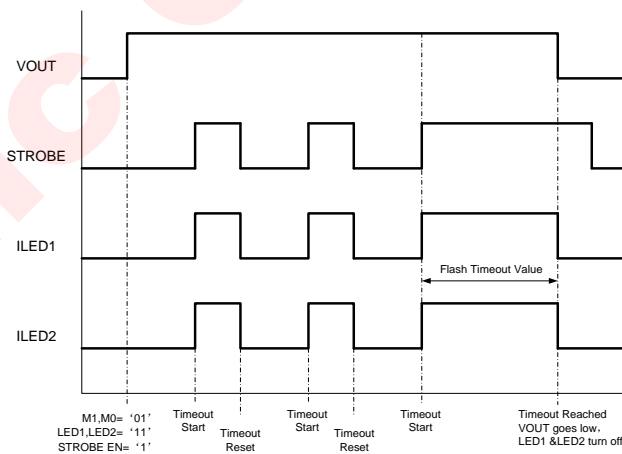 VOUT
STROBE
ILED1
Flash Timeout Value
ILED2
M1,M0= ‘01’
LED1,LED2= ‘11’
STROBE EN= ‘1’
Timeout
Start
Timeout
Reset
Timeout
Start
Timeout
Reset
Timeout
Start
Timeout Reached
VOUT goes low,
LED1 &LED2 turn off